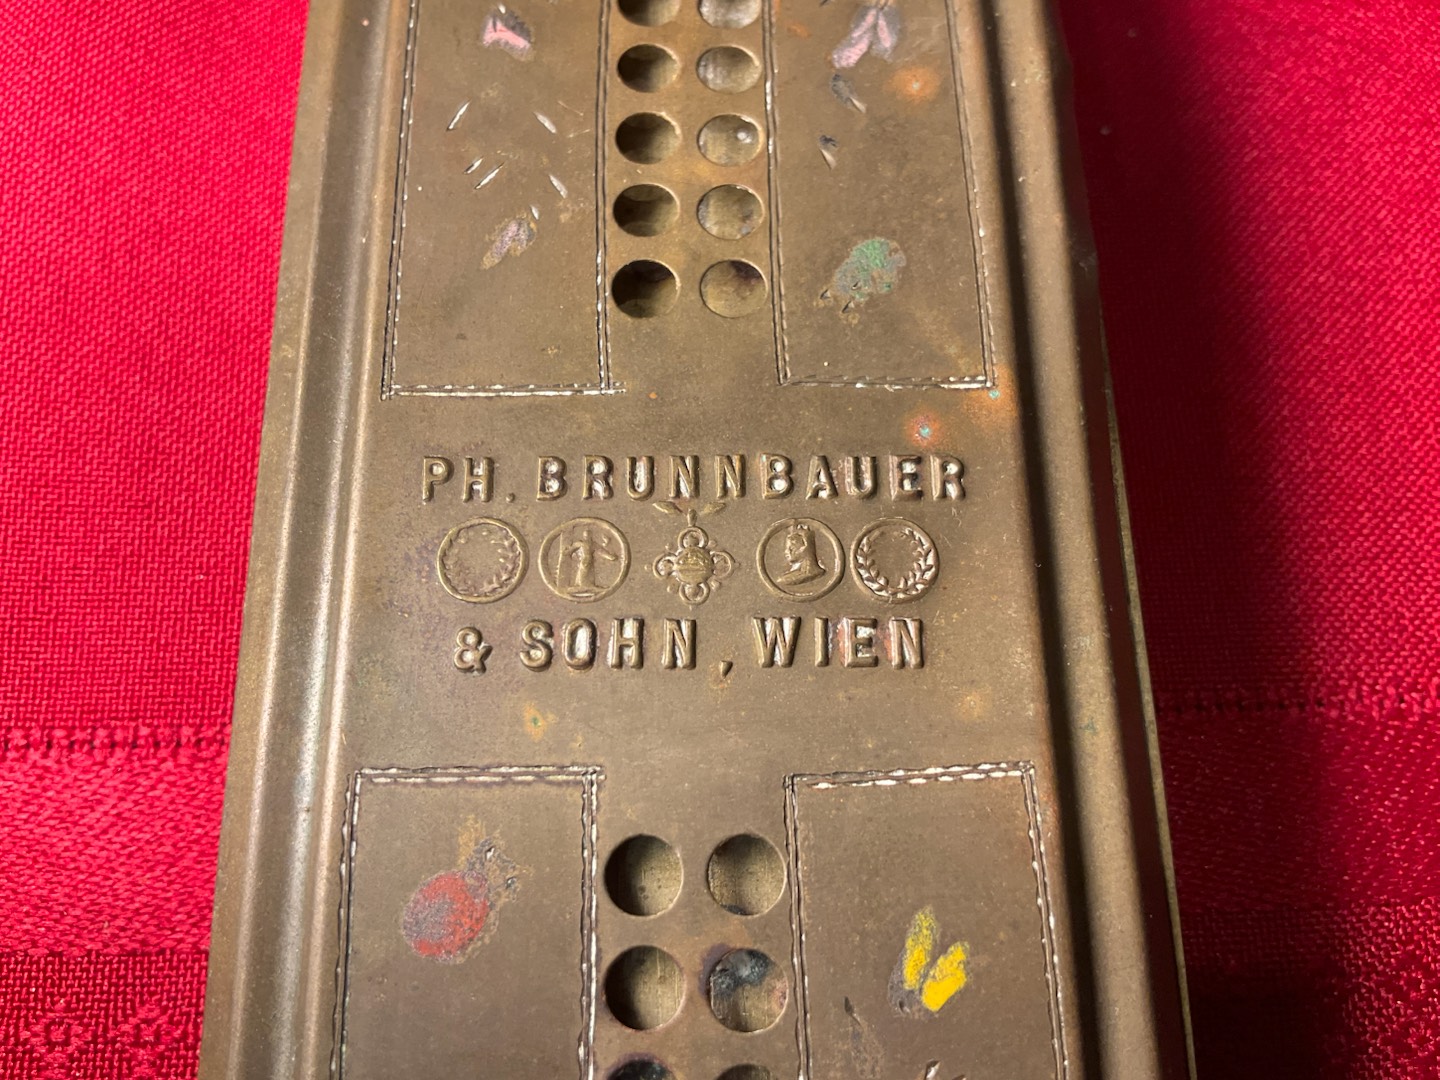 PH. BRUNNBAUER
& SOHN, WIEN